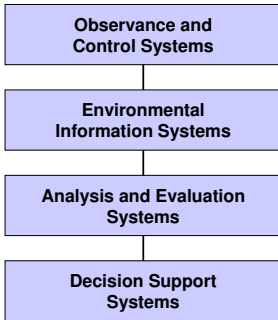 Observance and
Control Systems
Environmental
Information Systems
Analysis and Evaluation
Systems
Decision Support
Systems